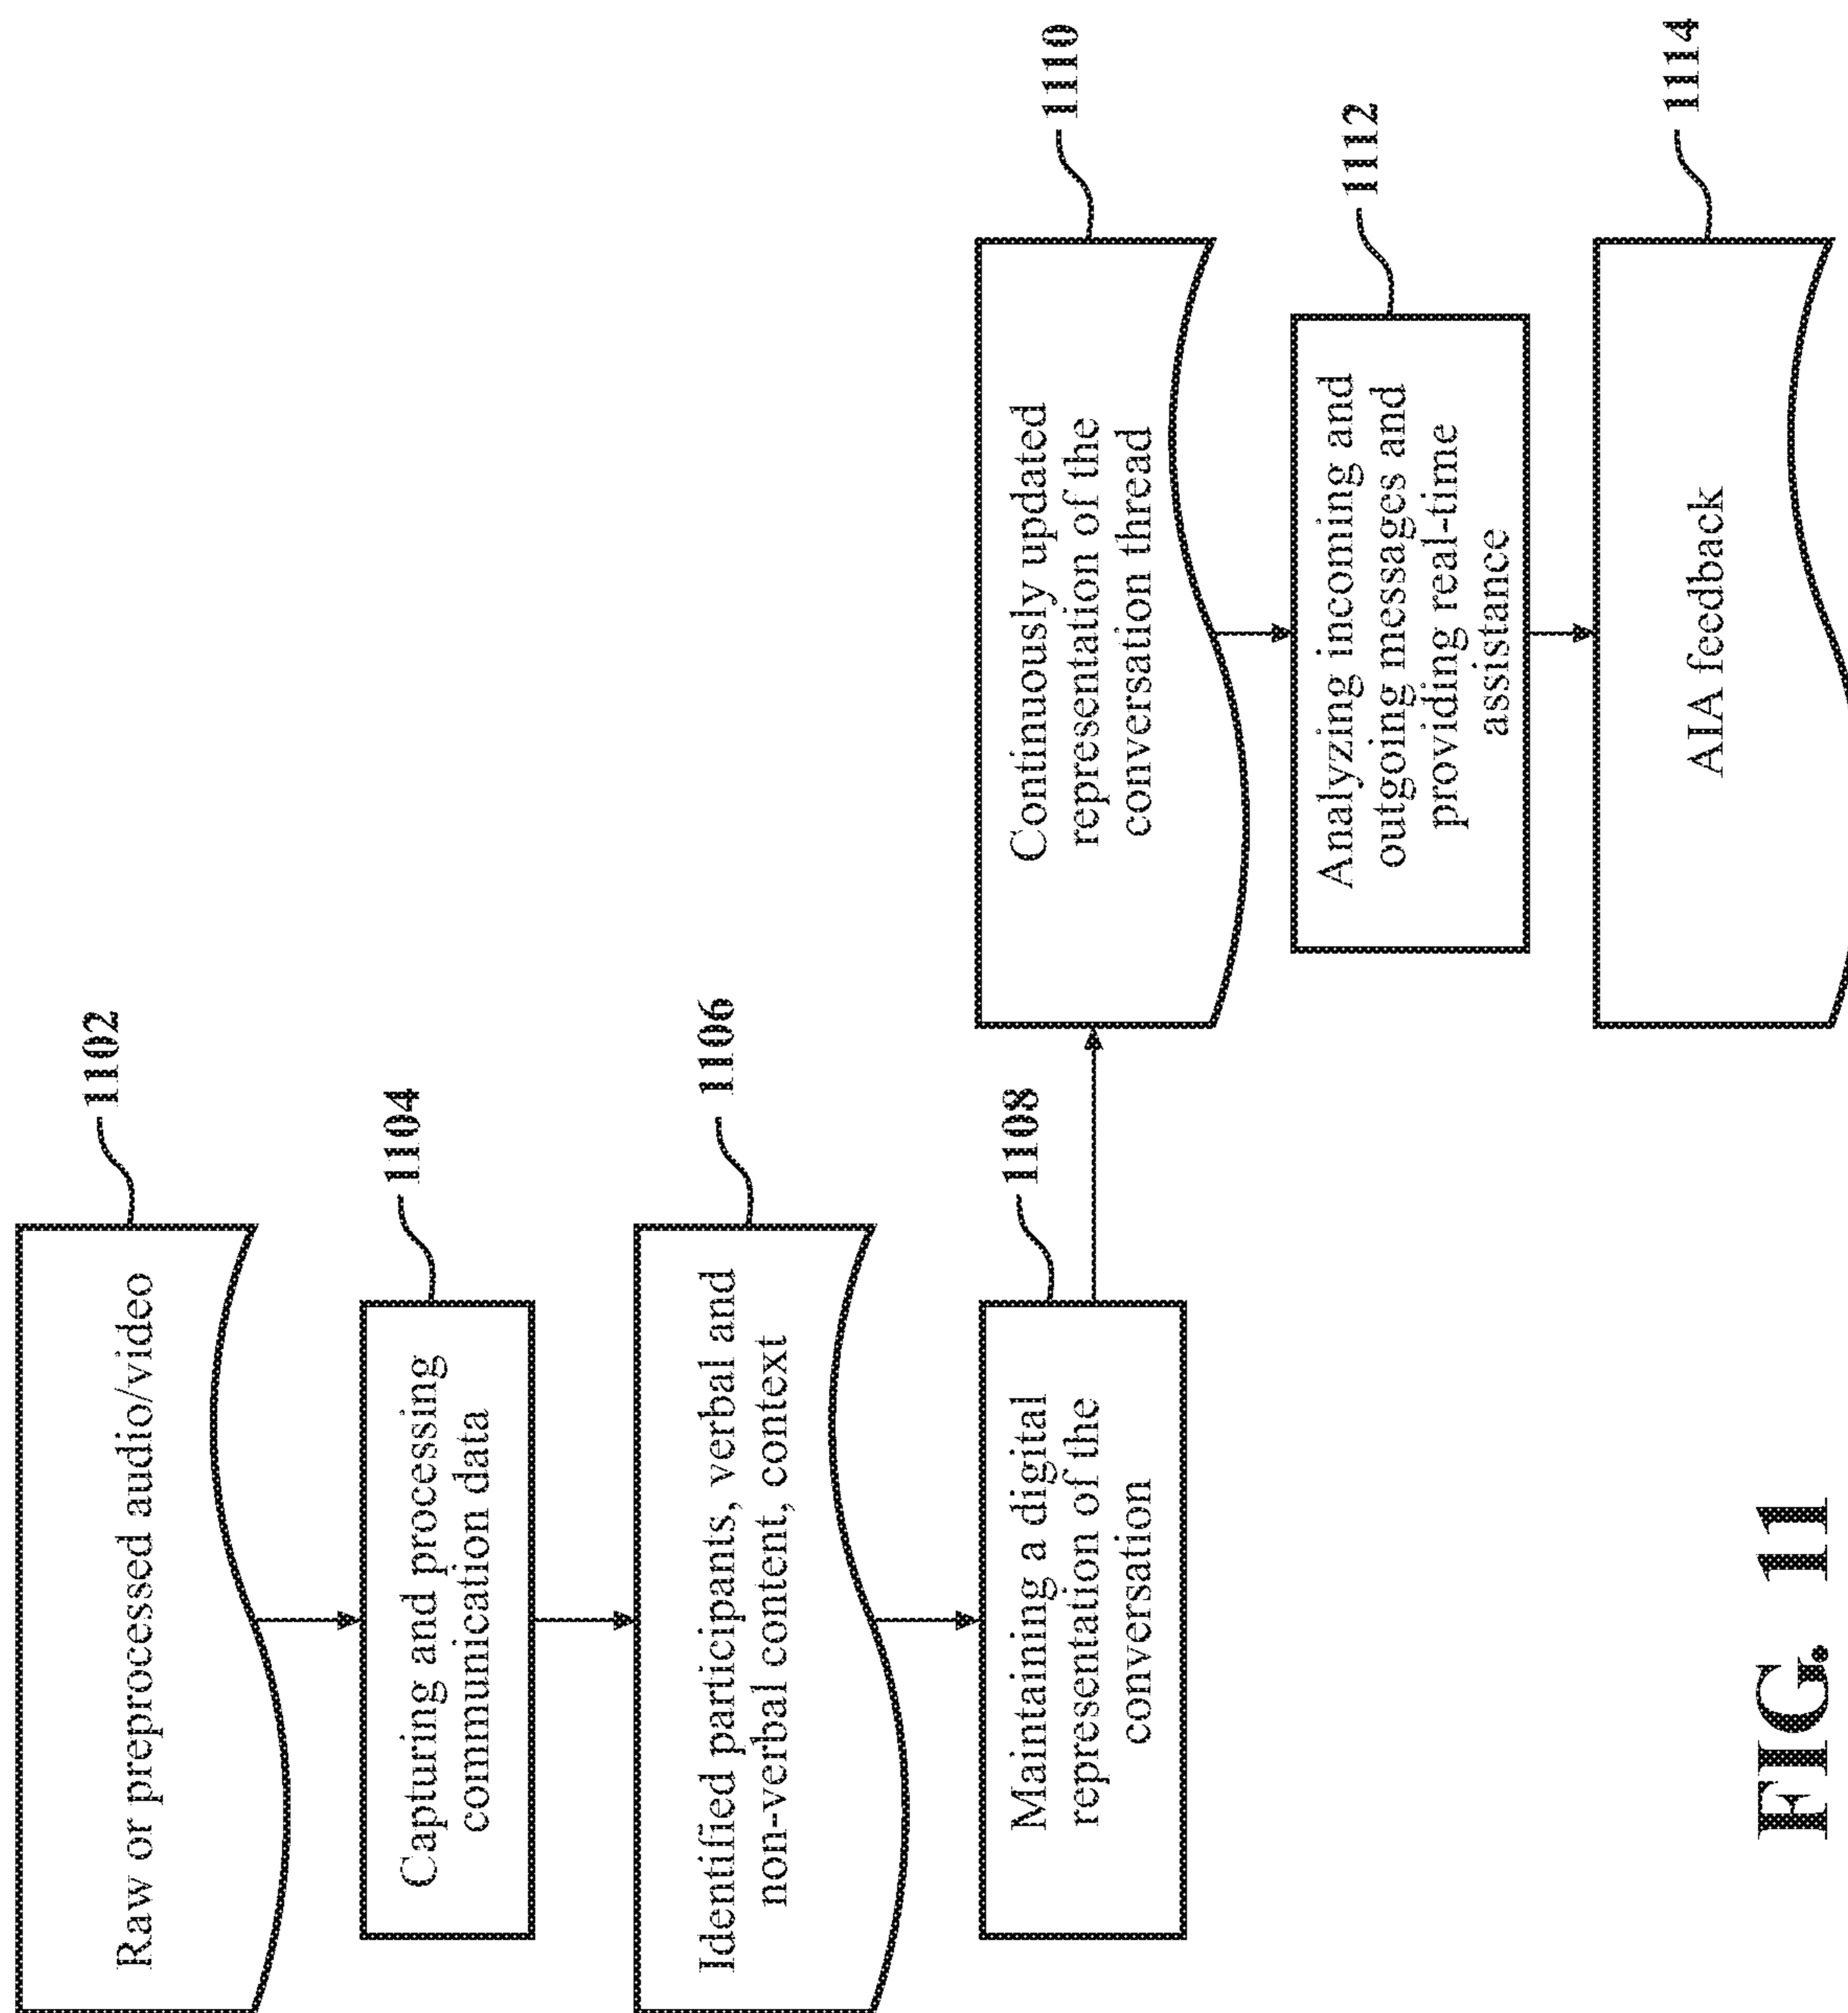 Raw or preprocessed audio/video
1102
Capturing and processing
communication data
1104
Identified participants, verbal and
non-verbal content, context
1106
Maintaining a digital
representation of the
conversation
1108
Continuously updated
representation of the
conversation thread
1110
Analyzing incoming and
outgoing messages and
providing real-time
assistance
1112
AIA feedback
1114
FIG. 11